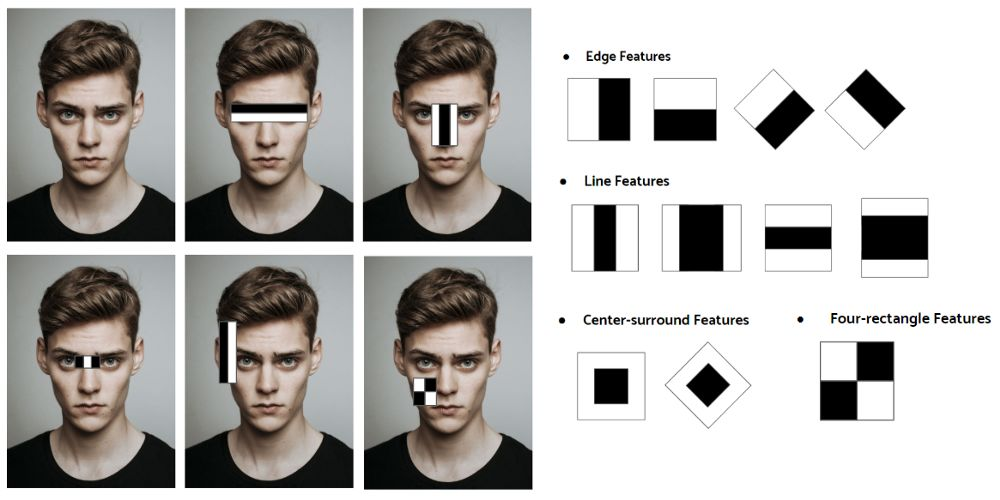 Edge Features
Line Features
Center-surround Features
Four-rectangle Features